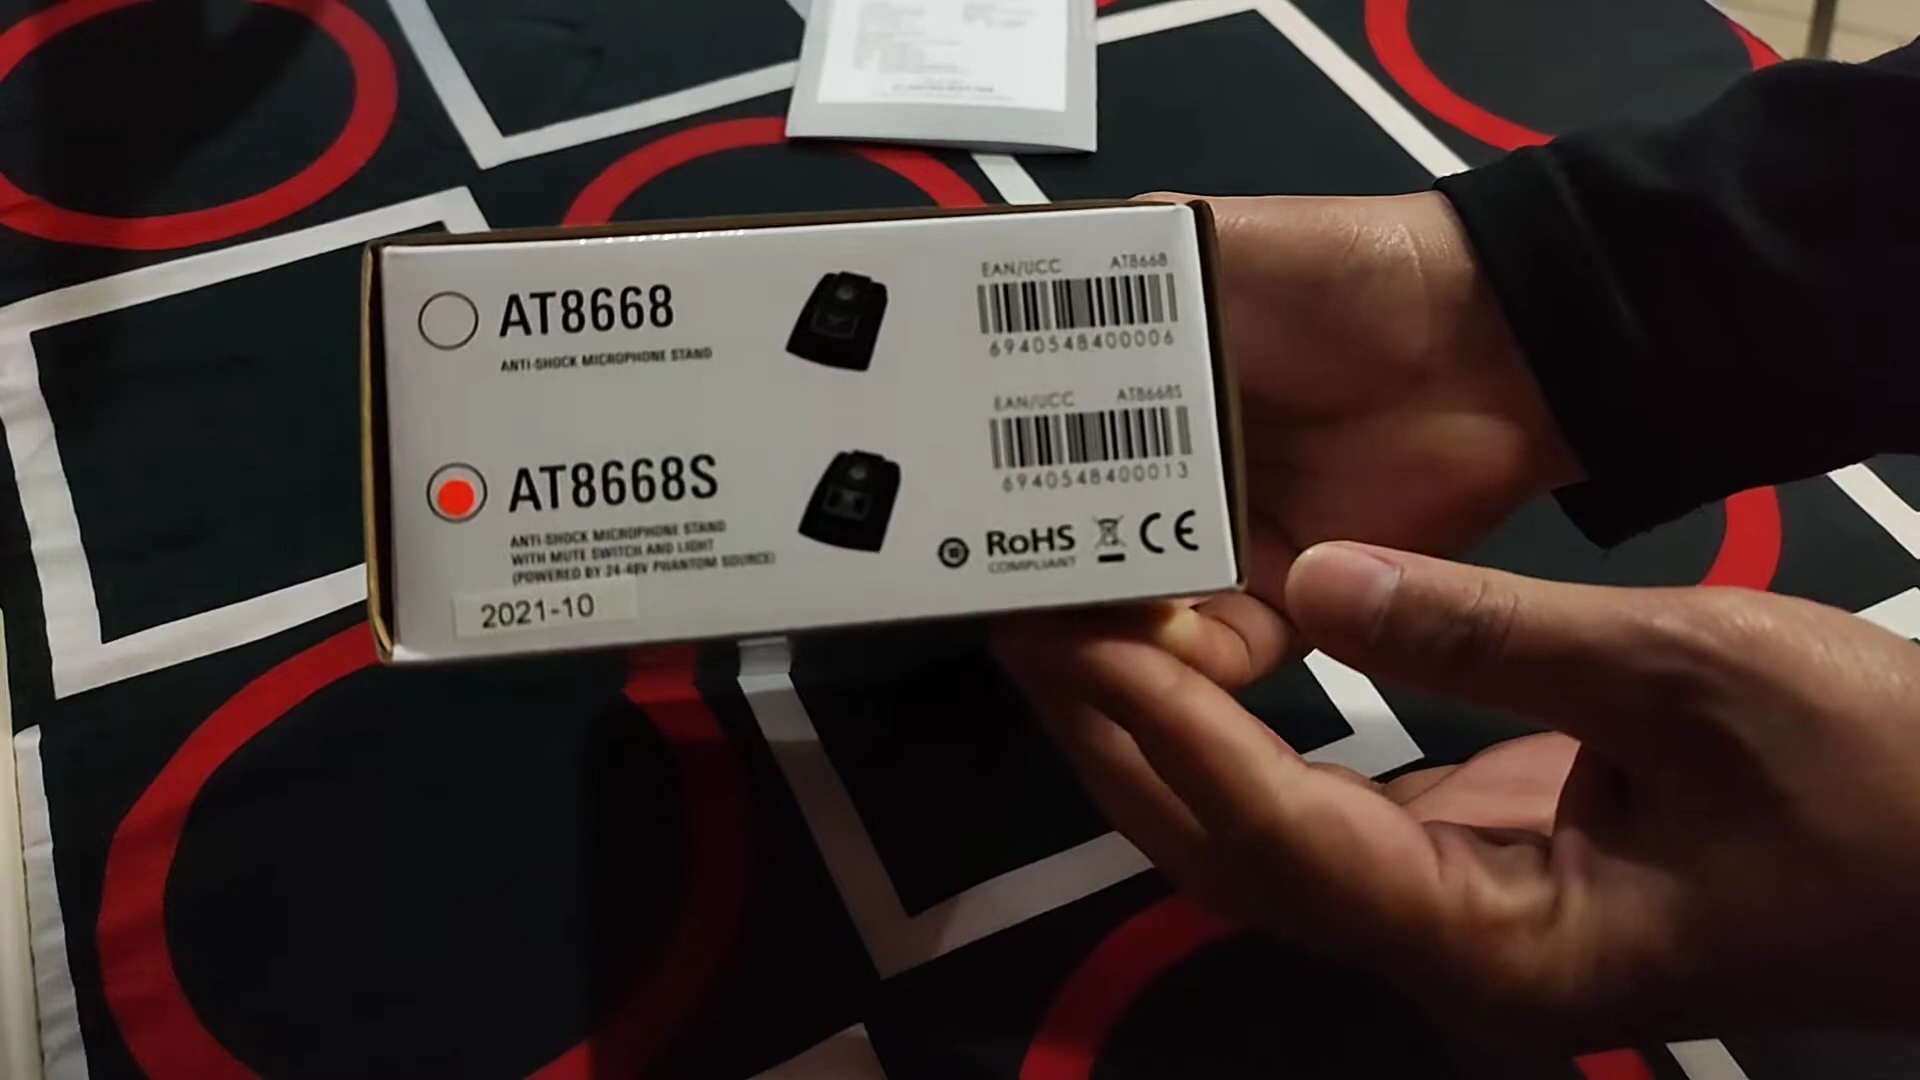 AT8668
ANTI-SHOCK MICROPHONE STAND
EAN/UCC AT8668
6940548400006
AT8668S
ANTI-SHOCK MICROPHONE STAND
WITH MUTE SWITCH AND LIGHT
(POWERED BY 24-48V PHANTOM SOURCE)
2021-10
EAN/UCC AT8668S
6940548400013
RoHS
COMPLIANT
CE